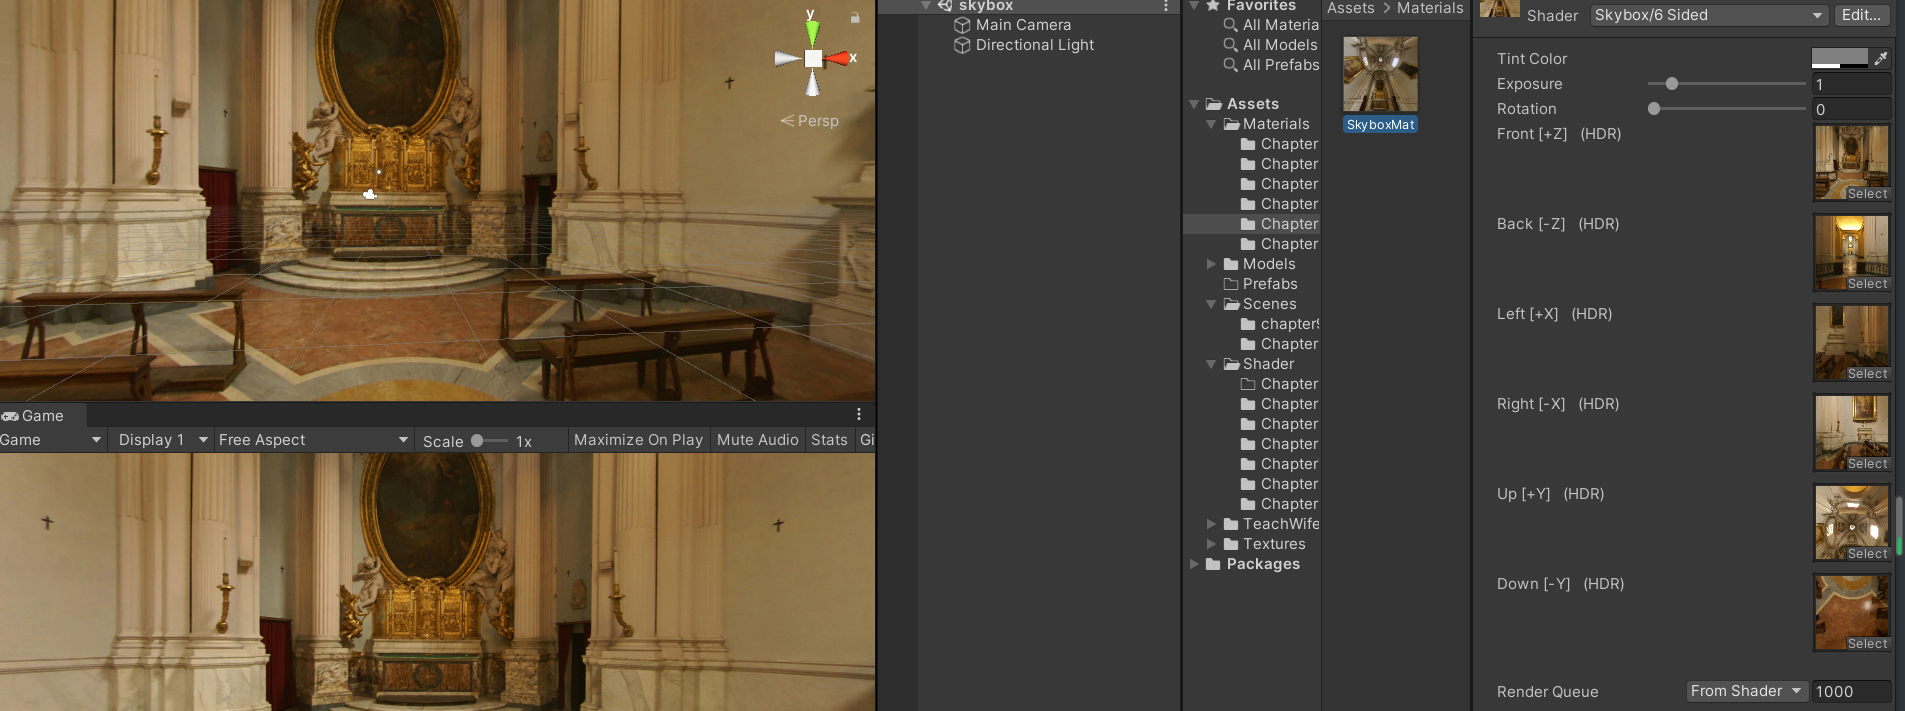 y
x
Persp
Game
Game
Display 1
Free Aspect
Scale
1x
Maximize On Play
Mute Audio
Stats
Gi
skybox
Main Camera
Directional Light
Favorites
All Materia
All Models
All Prefabs
Assets
Materials
Chapter
Chapter
Chapter
Chapter
Chapter
Chapter
Models
Prefabs
Scenes
chapter9
Chapter
Shader
Chapter
Chapter
Chapter
Chapter
Chapter
Chapter
Chapter
TeachWife
Textures
Packages
Assets > Materials
SkyboxMat
Shader Skybox/6 Sided Edit...
Tint Color
Exposure 1
Rotation 0
Front [+Z] (HDR)
Select
Back [-Z] (HDR)
Select
Left [+X] (HDR)
Select
Right [-X] (HDR)
Select
Up [+Y] (HDR)
Select
Down [-Y] (HDR)
Select
Render Queue From Shader 1000